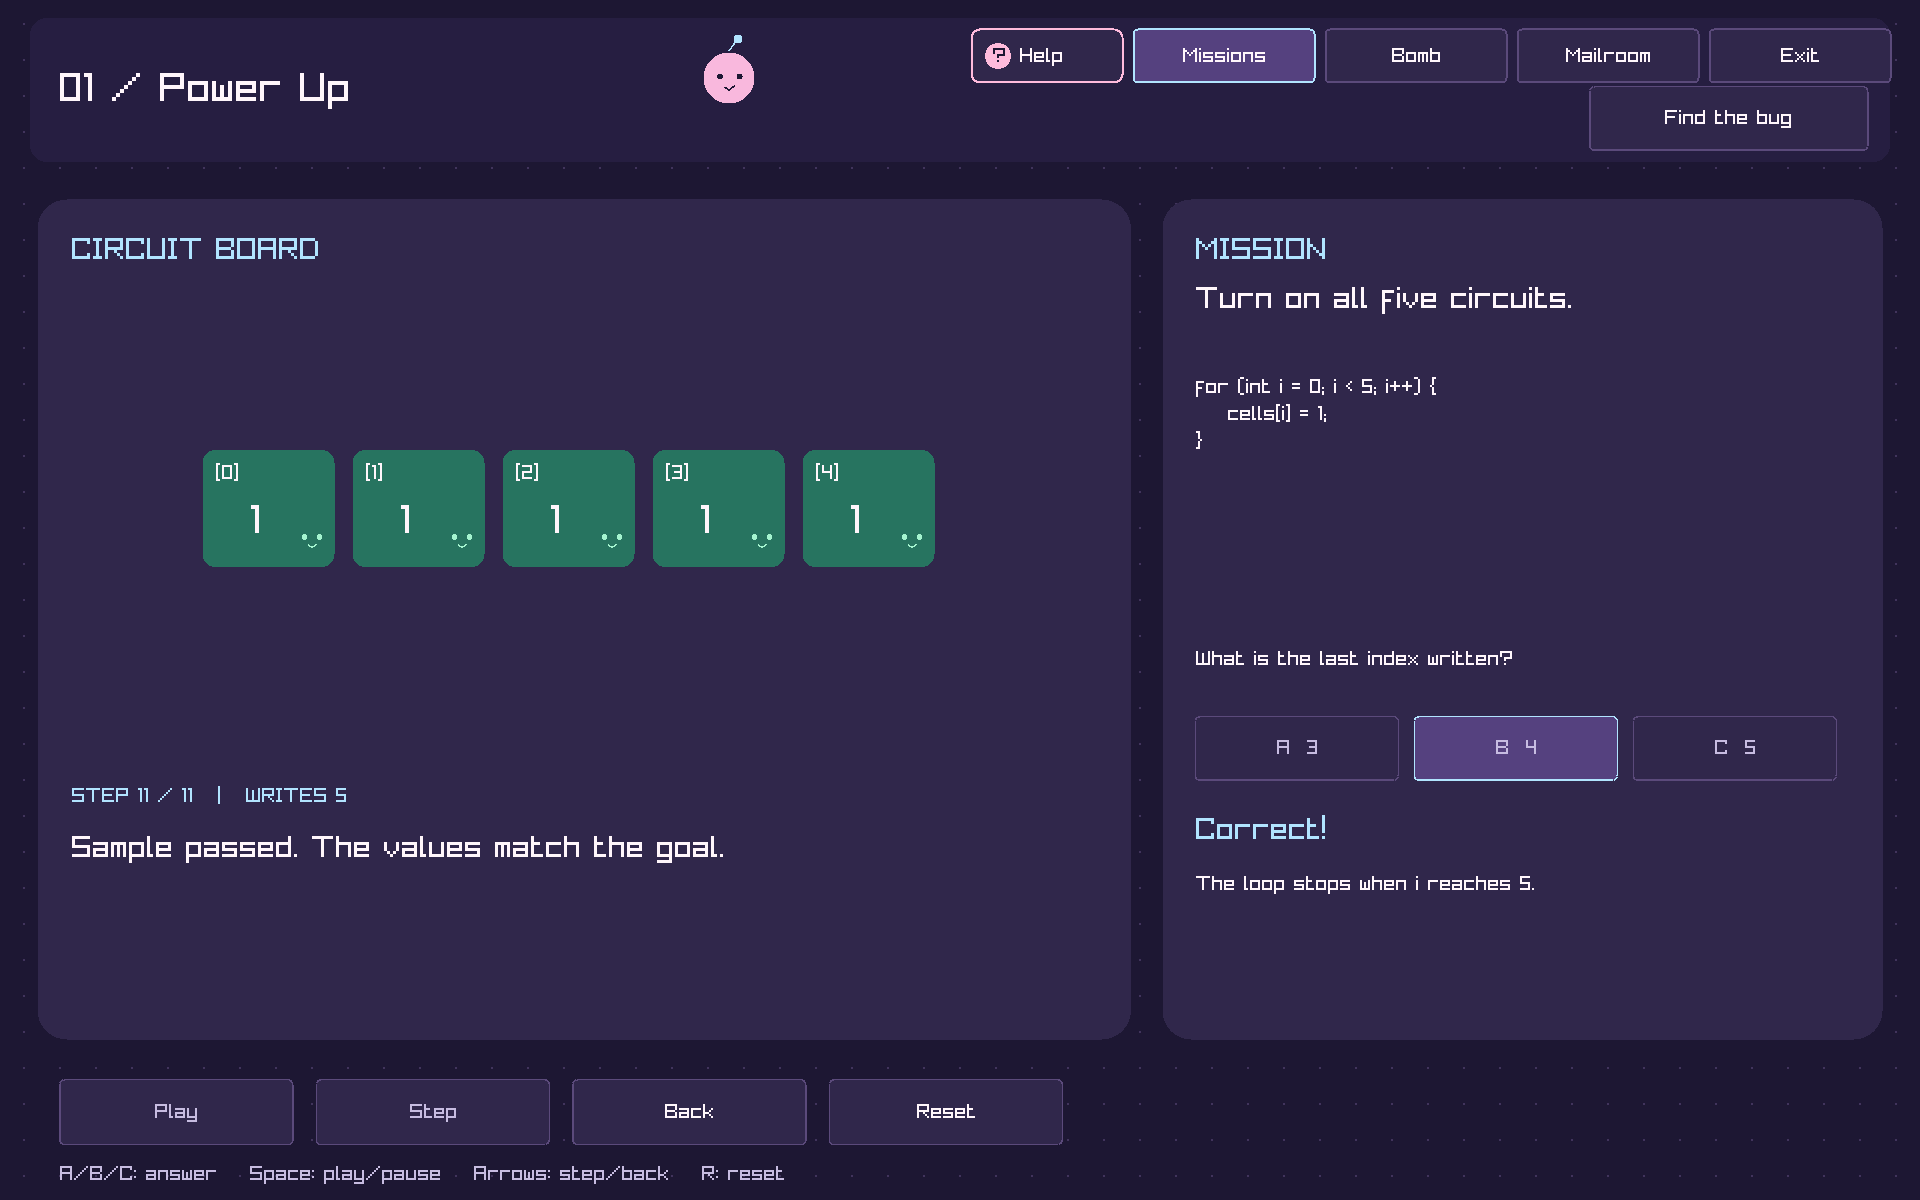 01 / Power Up
? Help
Missions
Bomb
Mailroom
Exit
Find the bug
CIRCUIT BOARD
[0]
1
[1]
1
[2]
1
[3]
1
[4]
1
STEP 11 / 11 | WRITES 5
Sample passed. The values match the goal.
MISSION
Turn on all five circuits.
for (int i = 0; i < 5; i++) {
    cells[i] = 1;
}
What is the last index written?
A 3
B 4
C 5
Correct!
The loop stops when i reaches 5.
Play
Step
Back
Reset
A/B/C: answer Space: play/pause Arrows: step/back R: reset